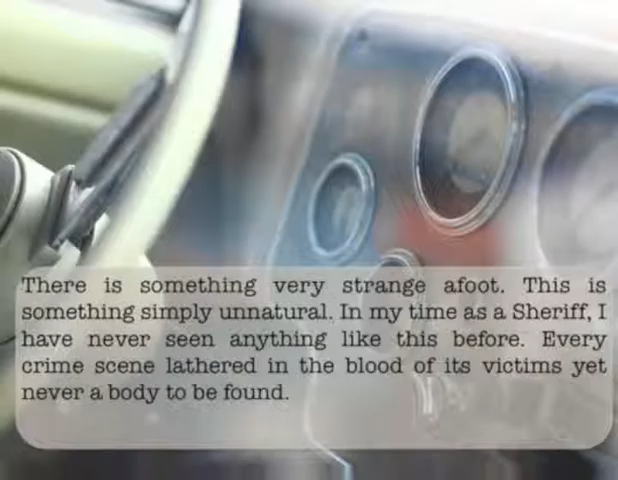 There is something very strange afoot. This is
something simply unnatural. In my time as a Sheriff, I
have never seen anything like this before. Every
crime scene lathered in the blood of its victims yet
never a body to be found.